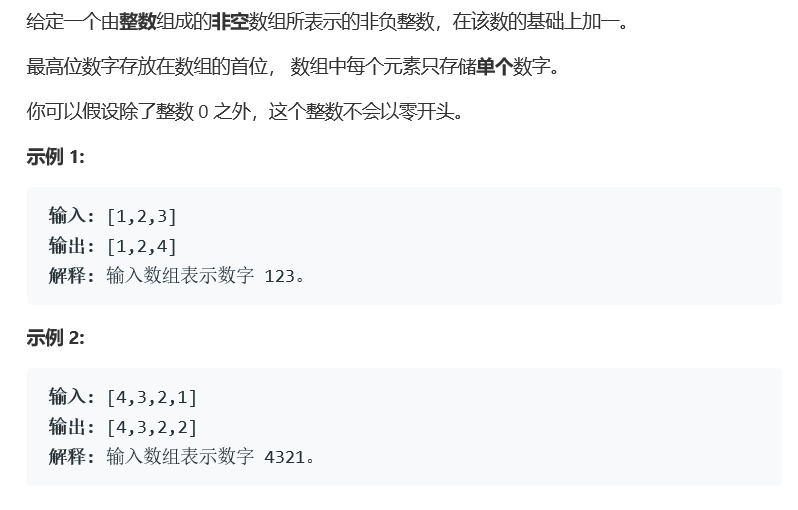 给定一个由整数组成的非空数组所表示的非负整数，在该数的基础上加一。
最高位数字存放在数组的首位， 数组中每个元素只存储单个数字。
你可以假设除了整数 0 之外，这个整数不会以零开头。
示例 1:
输入: [1,2,3]
输出: [1,2,4]
解释: 输入数组表示数字 123。
示例 2:
输入: [4,3,2,1]
输出: [4,3,2,2]
解释: 输入数组表示数字 4321。